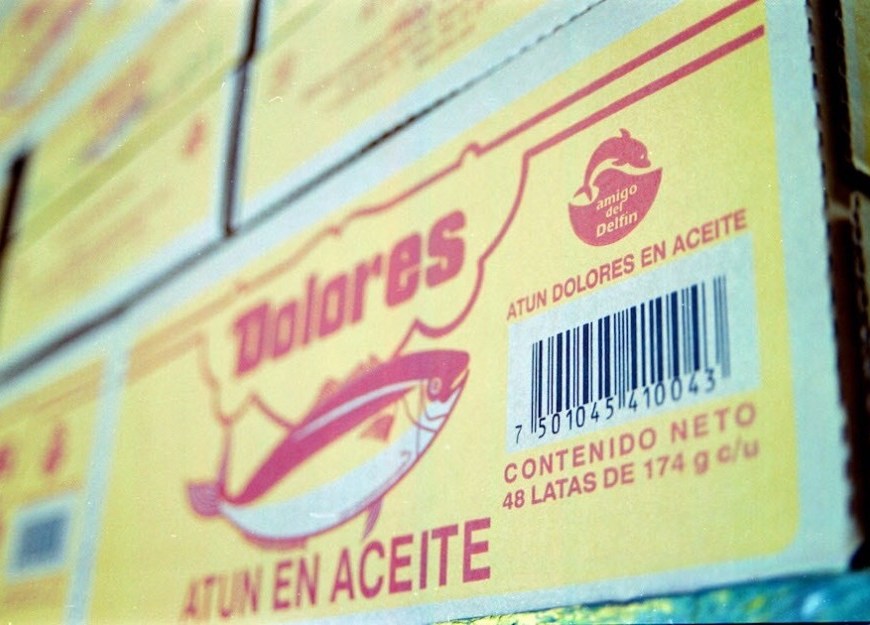 Dolores
ATUN EN ACEITE
amigo
del
Delfin
ATUN DOLORES EN ACEITE
7 501045 410043
CONTENIDO NETO
48 LATAS DE 174 g c/u